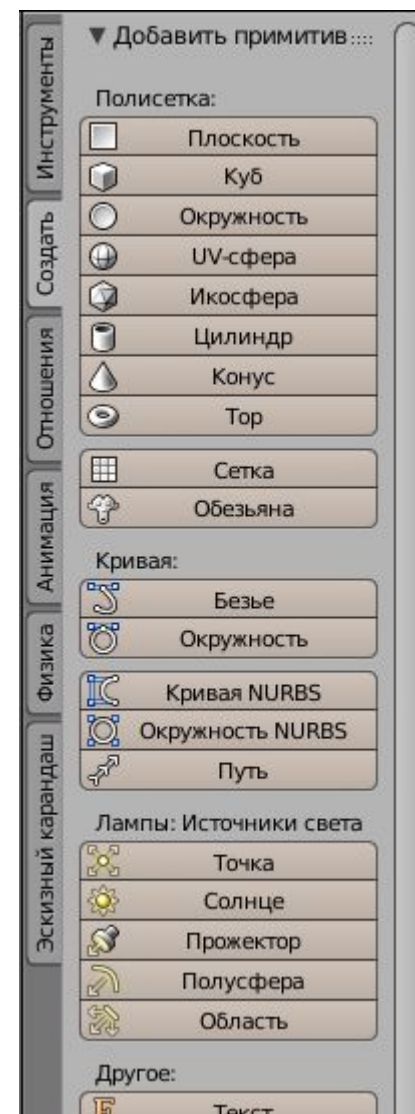 Добавить примитив
Полисетка:
Плоскость
Куб
Окружность
UV-сфера
Икосфера
Цилиндр
Конус
Тор
Сетка
Обезьяна
Кривая:
Безье
Окружность
Кривая NURBS
Окружность NURBS
Путь
Лампы: Источники света
Точка
Солнце
Прожектор
Полусфера
Область
Другое:
Текст
Инструменты
Создать
Отношения
Анимация
Физика
Эскизный карандаш